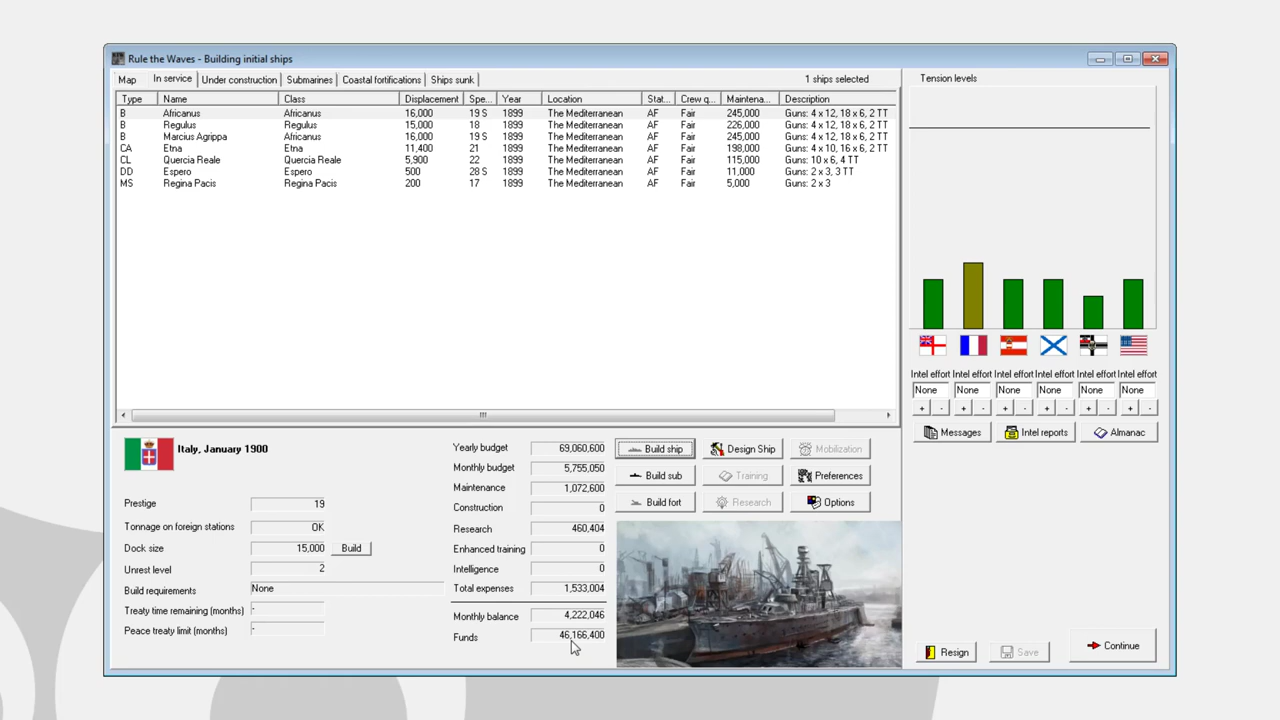 Rule the Waves - Building initial ships
Map In service Under construction Submarines Coastal fortifications Ships sunk 1 ships selected
Type Name Class Displacement Spe... Year Location Stat... Crew q... Maintena... Description
B Africanus Africanus 16,000 19 S 1899 The Mediterranean AF Fair 245,000 Guns: 4 x 12, 18 x 6, 2 TT
B Regulus Regulus 15,000 18 1899 The Mediterranean AF Fair 226,000 Guns: 4 x 12, 18 x 6, 2 TT
B Marcius Agrippa Africanus 16,000 19 S 1899 The Mediterranean AF Fair 245,000 Guns: 4 x 12, 18 x 6, 2 TT
CA Etna Etna 11,400 21 1899 The Mediterranean AF Fair 198,000 Guns: 4 x 10, 16 x 6, 2 TT
CL Quercia Reale Quercia Reale 5,900 22 1899 The Mediterranean AF Fair 115,000 Guns: 10 x 6, 4 TT
DD Espero Espero 500 28 S 1899 The Mediterranean AF Fair 11,000 Guns: 2 x 3, 3 TT
MS Regina Pacis Regina Pacis 200 17 1899 The Mediterranean AF Fair 5,000 Guns: 2 x 3
Italy, January 1900
Prestige 19
Tonnage on foreign stations OK
Dock size 15,000 Build
Unrest level 2
Build requirements None
Treaty time remaining (months) -
Peace treaty limit (months) -
Yearly budget 69,060,600
Monthly budget 5,755,050
Maintenance 1,072,600
Construction 0
Research 460,404
Enhanced training 0
Intelligence 0
Total expenses 1,533,004
Monthly balance 4,222,046
Funds 46,166,400
Build ship Design Ship Mobilization
Build sub Training Preferences
Build fort Research Options
Tension levels
Intel effort Intel effort Intel effort Intel effort Intel effort Intel effort
None None None None None None
+ - + - + - + - + - + -
Messages Intel reports Almanac
Resign Save Continue